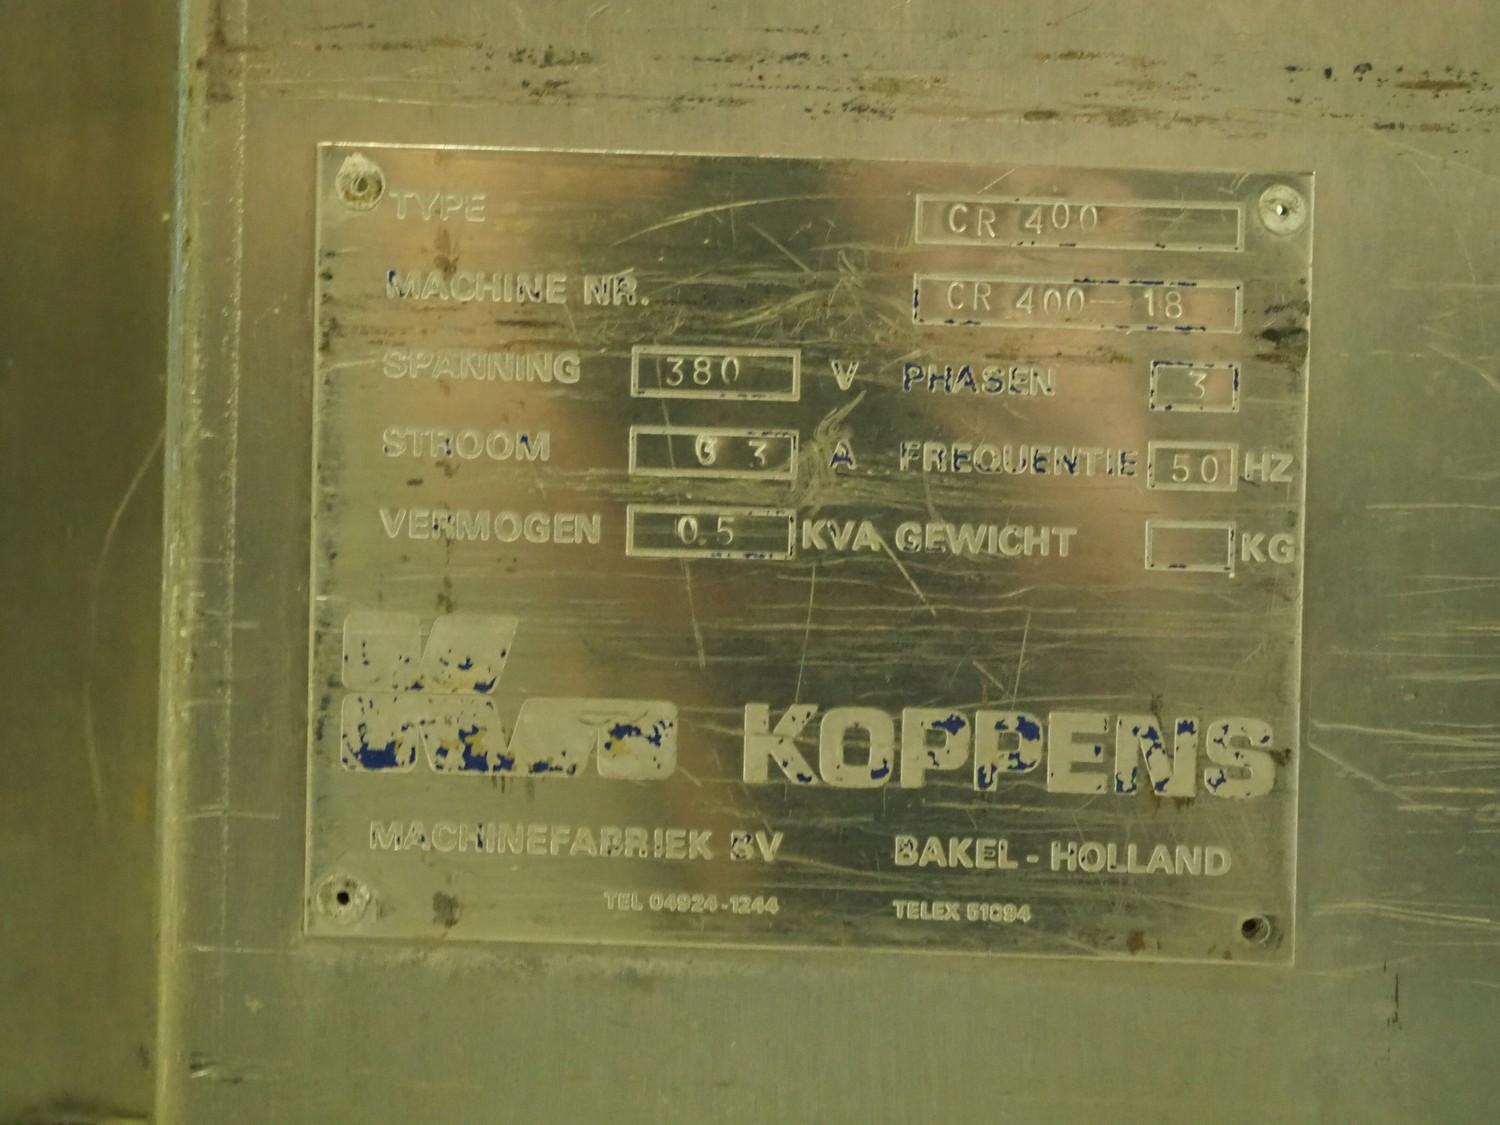 TYPE CR 400
MACHINE NR. CR 400-18
SPANNING 380 V PHASEN 3
STROOM 3 A FREQUENTIE 50 HZ
VERMOGEN 0.5 KVA GEWICHT KG
KOPPENS
MACHINEFABRIEK BV BAKEL - HOLLAND
TEL 04924-1244 TELEX 51094